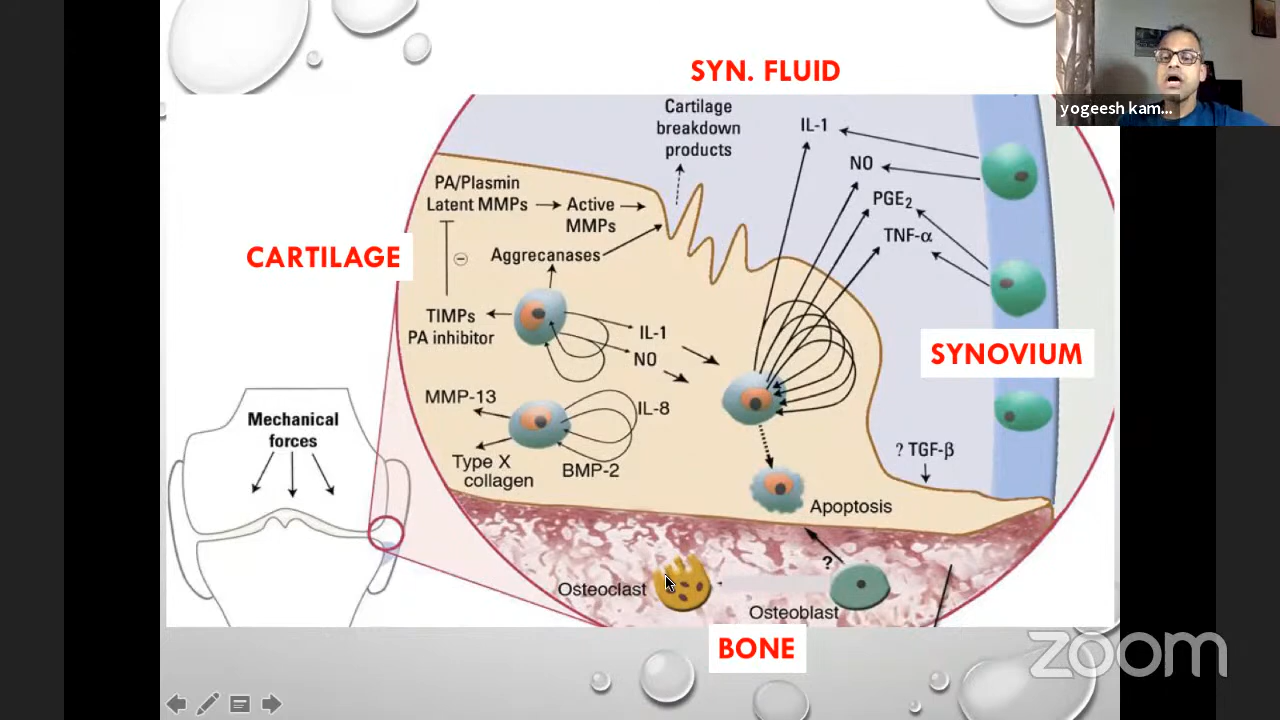 SYN. FLUID
yogeesh kam...
Cartilage
breakdown
products
IL-1
NO
PGE2
TNF-α
PA/Plasmin
Latent MMPs
Active
MMPs
Aggrecanases
CARTILAGE
TIMPs
PA inhibitor
IL-1
NO
SYNOVIUM
MMP-13
IL-8
Type X
collagen
BMP-2
Mechanical
forces
? TGF-β
Apoptosis
?
Osteoclast
Osteoblast
BONE
zoom